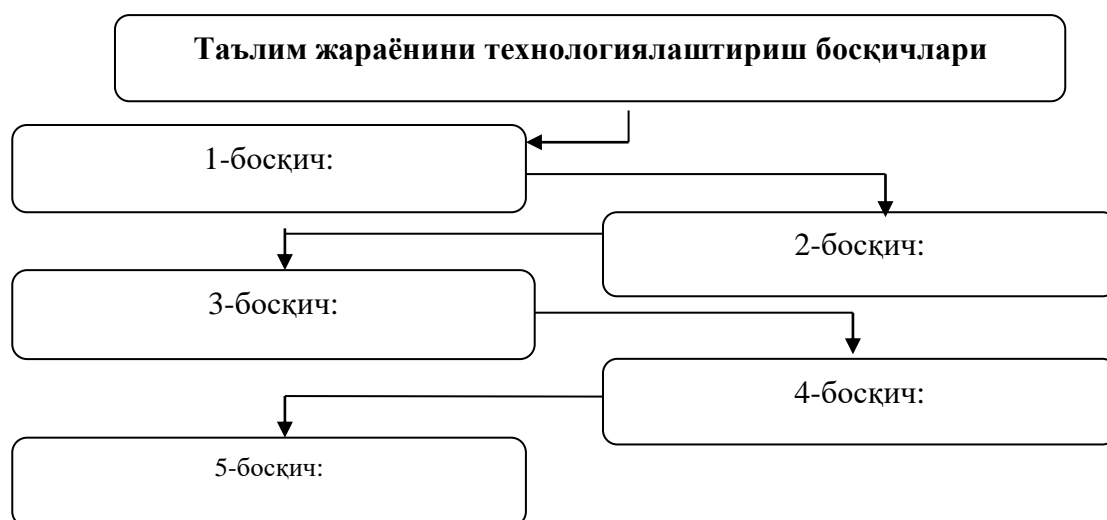 Таълим жараёнини технологиялаштириш босқичлари
1-босқич:
2-босқич:
3-босқич:
4-босқич:
5-босқич: